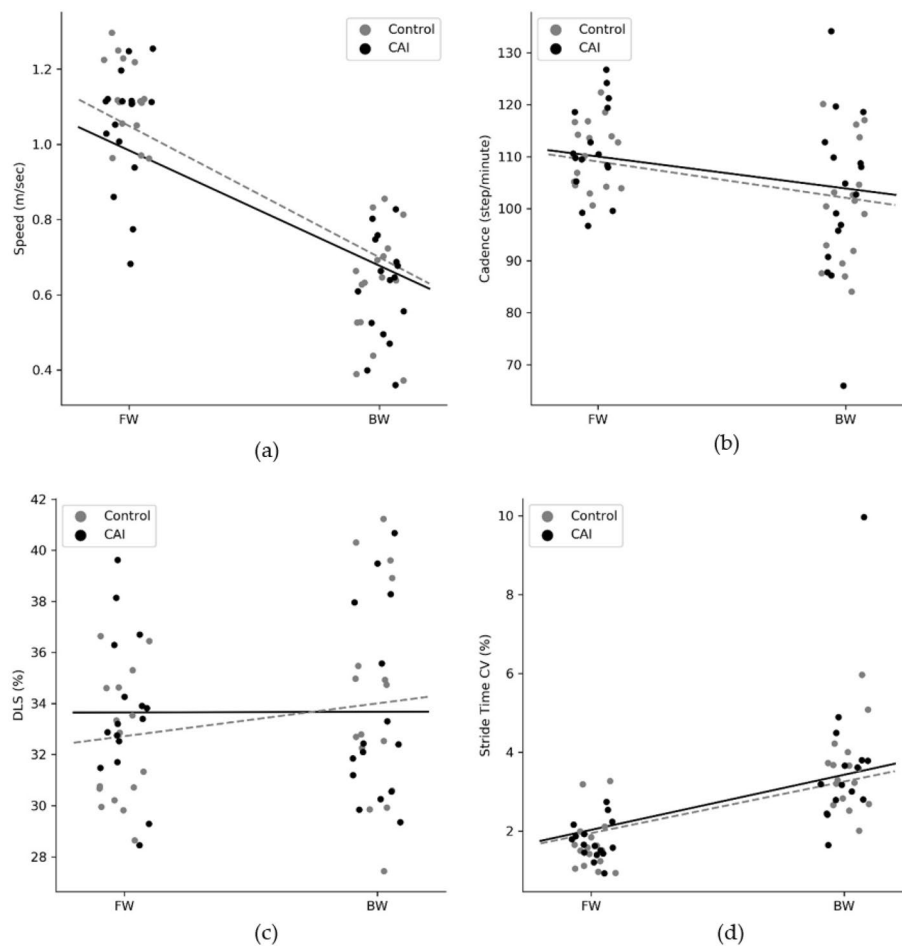 Control
CAI
1.2
1.0
0.8
0.6
0.4
Speed (m/sec)
FW
BW
(a)
Control
CAI
130
120
110
100
90
80
70
Cadence (step/minute)
FW
BW
(b)
42
40
38
36
34
32
30
28
DLS (%)
Control
CAI
FW
BW
(c)
10
8
6
4
2
Stride Time CV (%)
Control
CAI
FW
BW
(d)